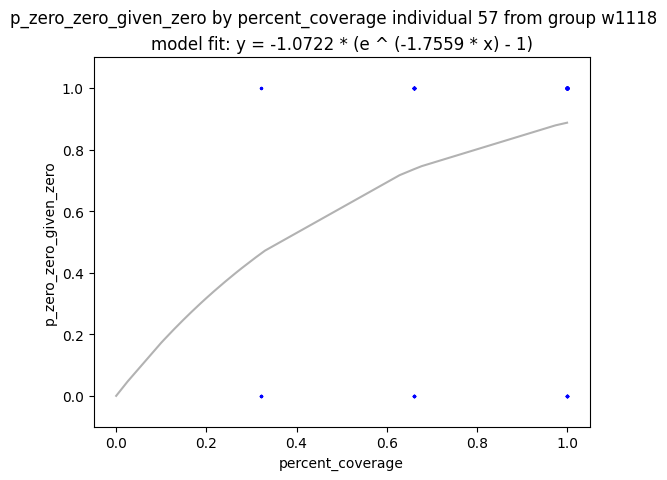 p_zero_zero_given_zero by percent_coverage individual 57 from group w1118
model fit: y = -1.0722 * (e ^ (-1.7559 * x) - 1)
1.0
0.8
0.6
0.4
0.2
0.0
p_zero_zero_given_zero
0.0 0.2 0.4 0.6 0.8 1.0
percent_coverage